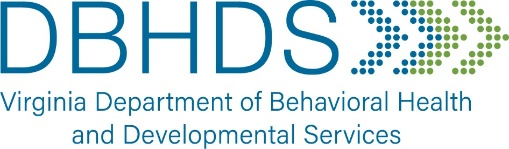 DBHDS
Virginia Department of Behavioral Health
and Developmental Services